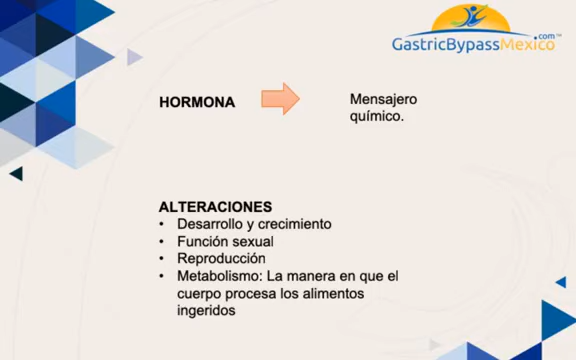 GastricBypassMexico.com™
HORMONA
Mensajero
químico.
ALTERACIONES
• Desarrollo y crecimiento
• Función sexual
• Reproducción
• Metabolismo: La manera en que el
cuerpo procesa los alimentos
ingeridos